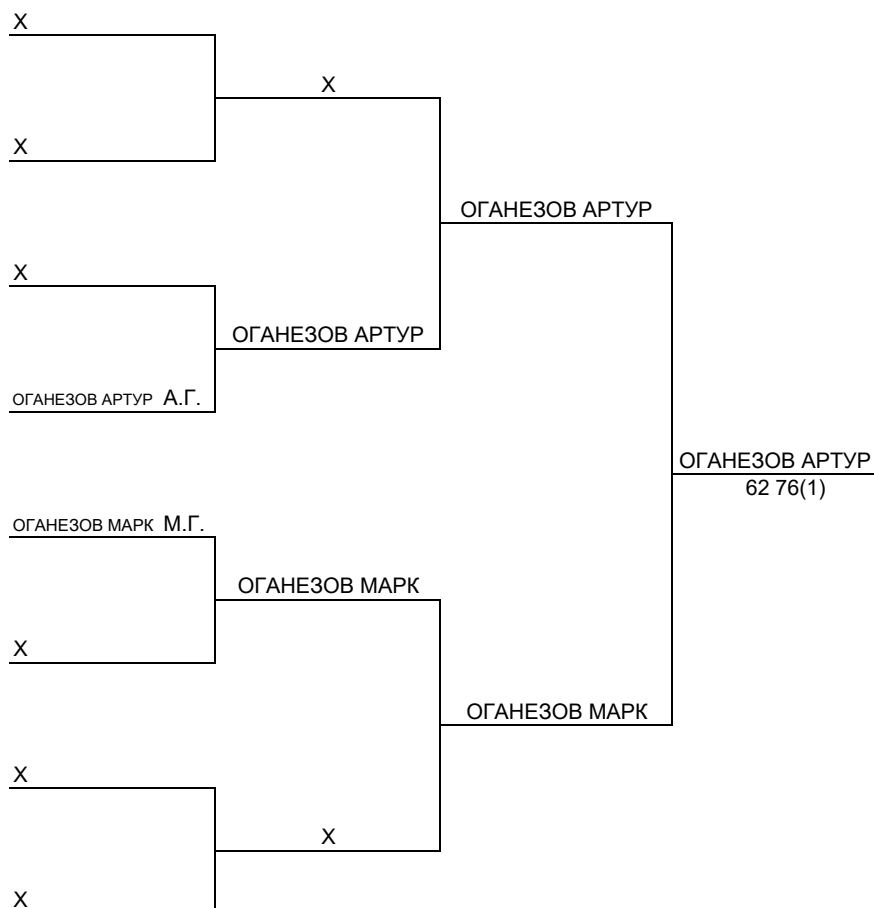 Х
Х
Х
Х
ОГАНЕЗОВ АРТУР
Х
ОГАНЕЗОВ АРТУР
ОГАНЕЗОВ АРТУР А.Г.
ОГАНЕЗОВ АРТУР
62 76(1)
ОГАНЕЗОВ МАРК М.Г.
ОГАНЕЗОВ МАРК
Х
ОГАНЕЗОВ МАРК
Х
Х
Х